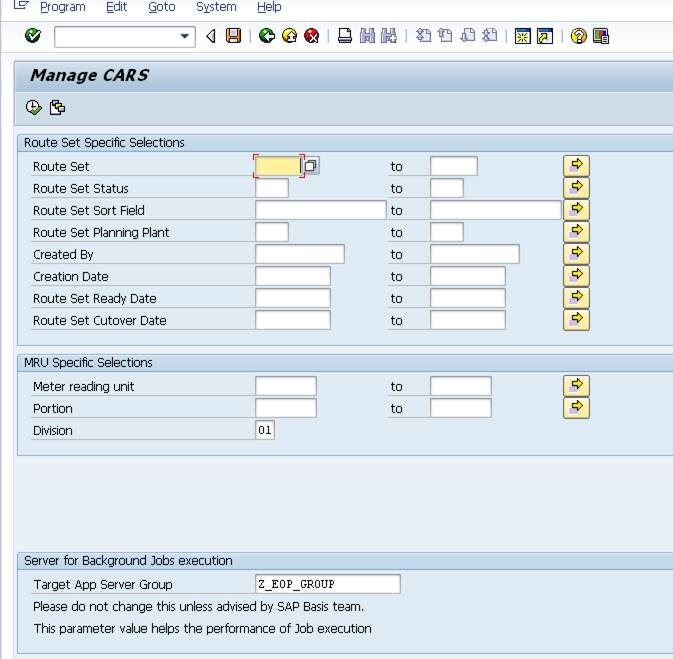 Program Edit Goto System Help
Manage CARS
Route Set Specific Selections
Route Set to
Route Set Status to
Route Set Sort Field to
Route Set Planning Plant to
Created By to
Creation Date to
Route Set Ready Date to
Route Set Cutover Date to
MRU Specific Selections
Meter reading unit to
Portion to
Division 01
Server for Background Jobs execution
Target App Server Group Z_EOP_GROUP
Please do not change this unless advised by SAP Basis team.
This parameter value helps the performance of Job execution